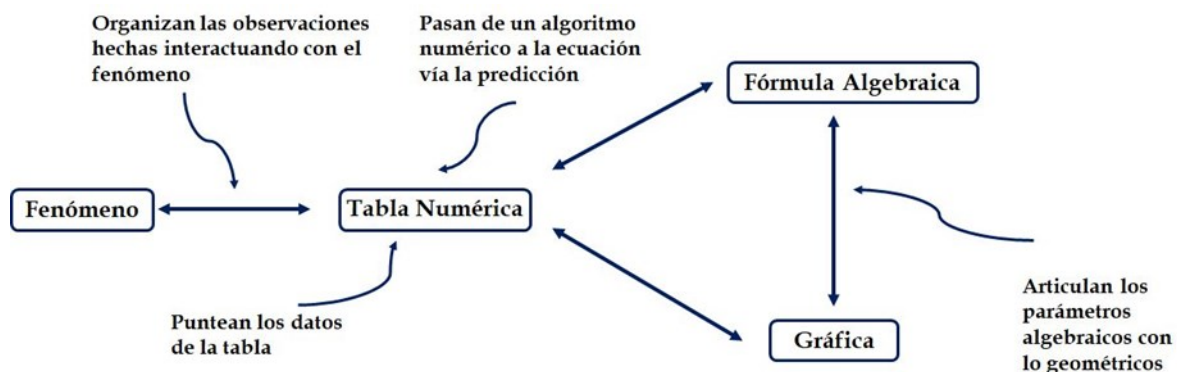 Organizan las observaciones
hechas interactuando con el
fenómeno
Pasan de un algoritmo
numérico a la ecuación
vía la predicción
Fórmula Algebraica
Fenómeno
Tabla Numérica
Puntean los datos
de la tabla
Gráfica
Articulan los
parámetros
algebraicos con
lo geométricos